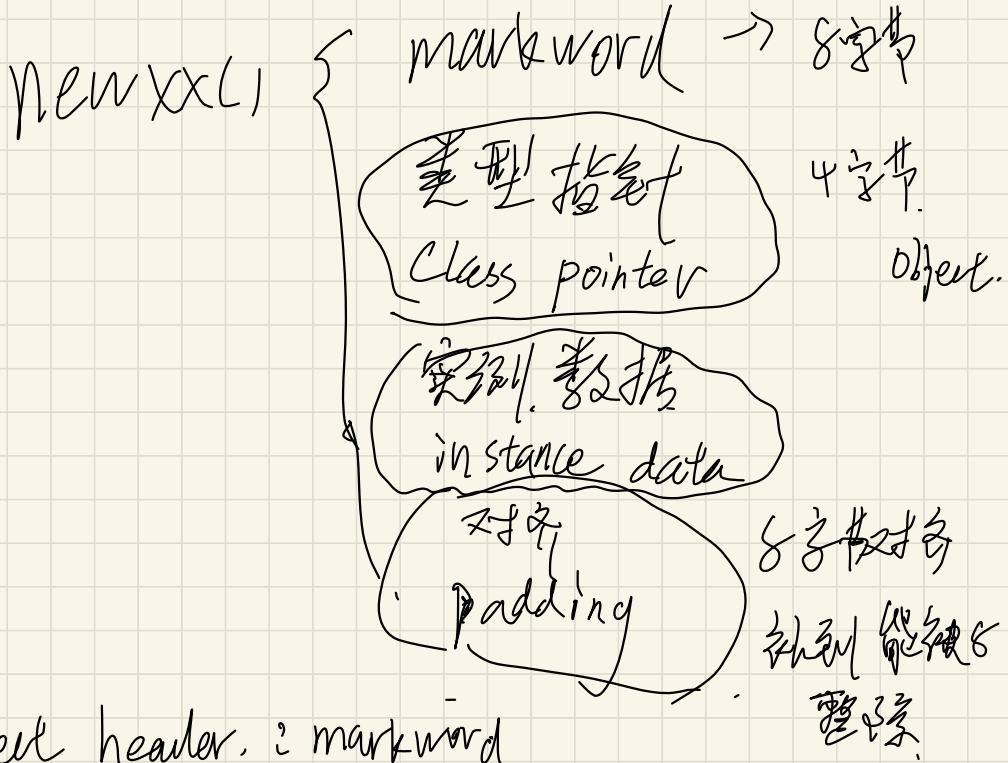 new xx()
markword → 8字节
类型指针
4字节.
Class pointer
Object.
实例.数据
instance data
对齐
8字节对齐
padding
补到能被8
整除.
ect header. : markword